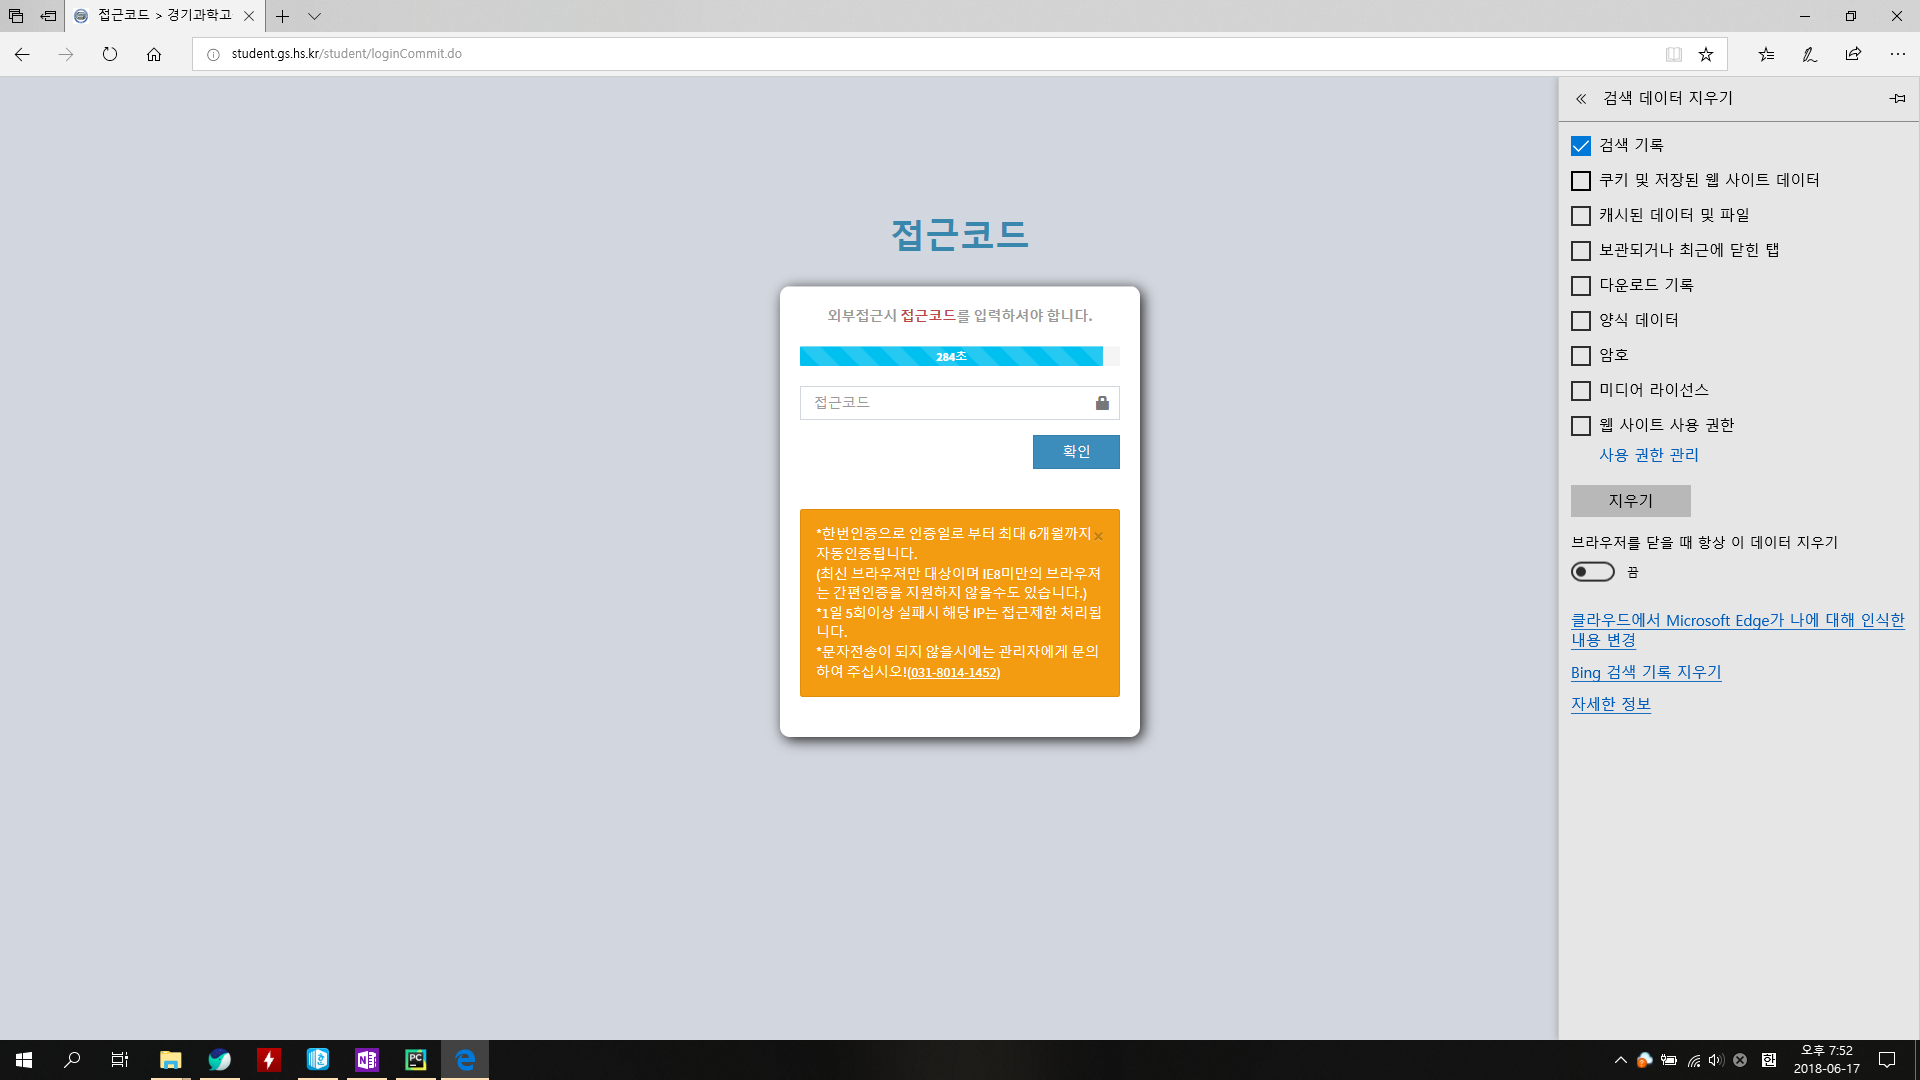 접근코드 > 경기과학고
student.gs.hs.kr/student/loginCommit.do
접근코드
외부접근시 접근코드를 입력하셔야 합니다.
284초
접근코드
확인
*한번인증으로 인증일로 부터 최대 6개월까지
자동인증됩니다.
(최신 브라우져만 대상이며 IE8미만의 브라우져
는 간편인증을 지원하지 않을수도 있습니다.)
*1일 5회이상 실패시 해당 IP는 접근제한 처리됩
니다.
*문자전송이 되지 않을시에는 관리자에게 문의
하여 주십시오!(031-8014-1452)
검색 데이터 지우기
검색 기록
쿠키 및 저장된 웹 사이트 데이터
캐시된 데이터 및 파일
보관되거나 최근에 닫힌 탭
다운로드 기록
양식 데이터
암호
미디어 라이선스
웹 사이트 사용 권한
사용 권한 관리
지우기
브라우저를 닫을 때 항상 이 데이터 지우기
끔
클라우드에서 Microsoft Edge가 나에 대해 인식한
내용 변경
Bing 검색 기록 지우기
자세한 정보
PC
한
오후 7:52
2018-06-17